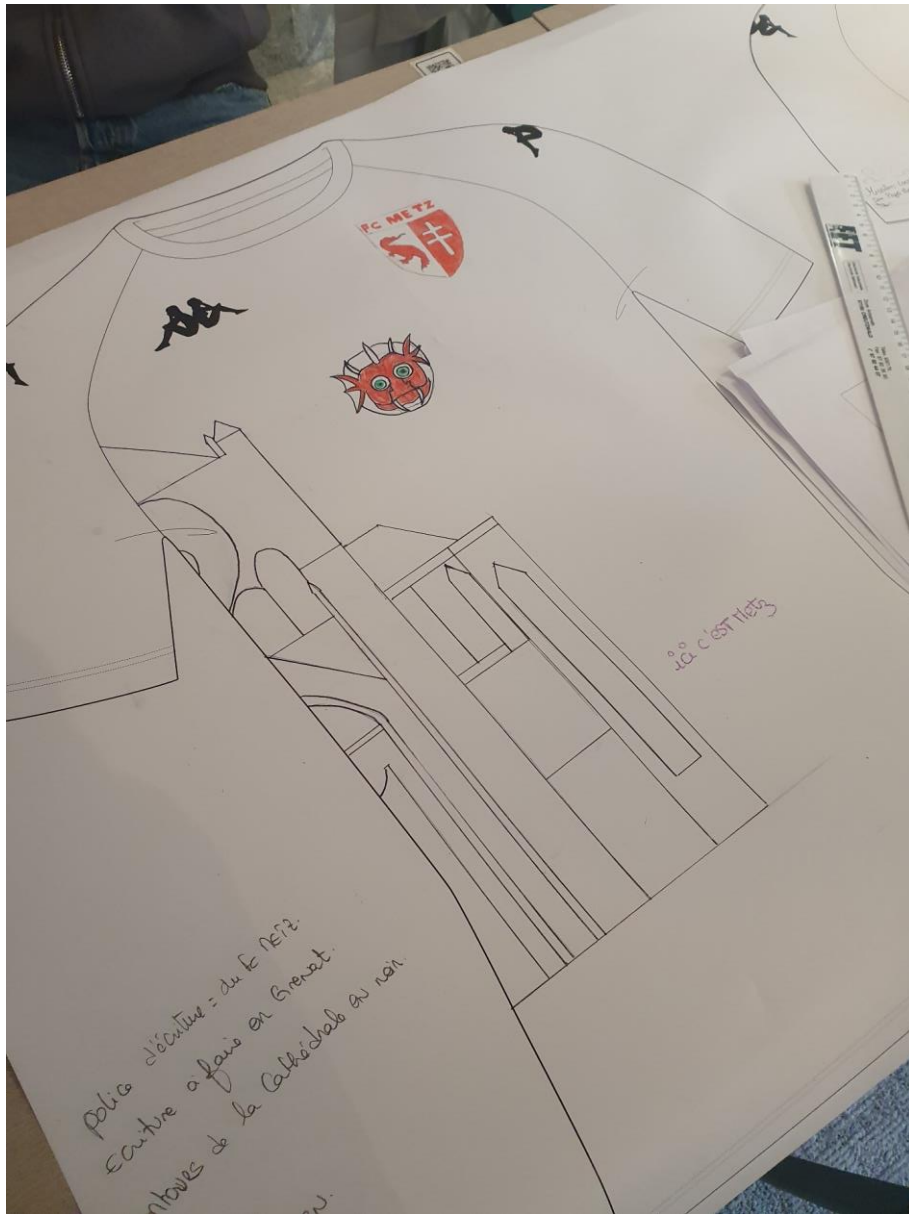 FC METZ
ici c'est Metz
police d'écriture = du fc Metz.
Ecriture à faire en Grenat.
de la Cathédrale en noir.